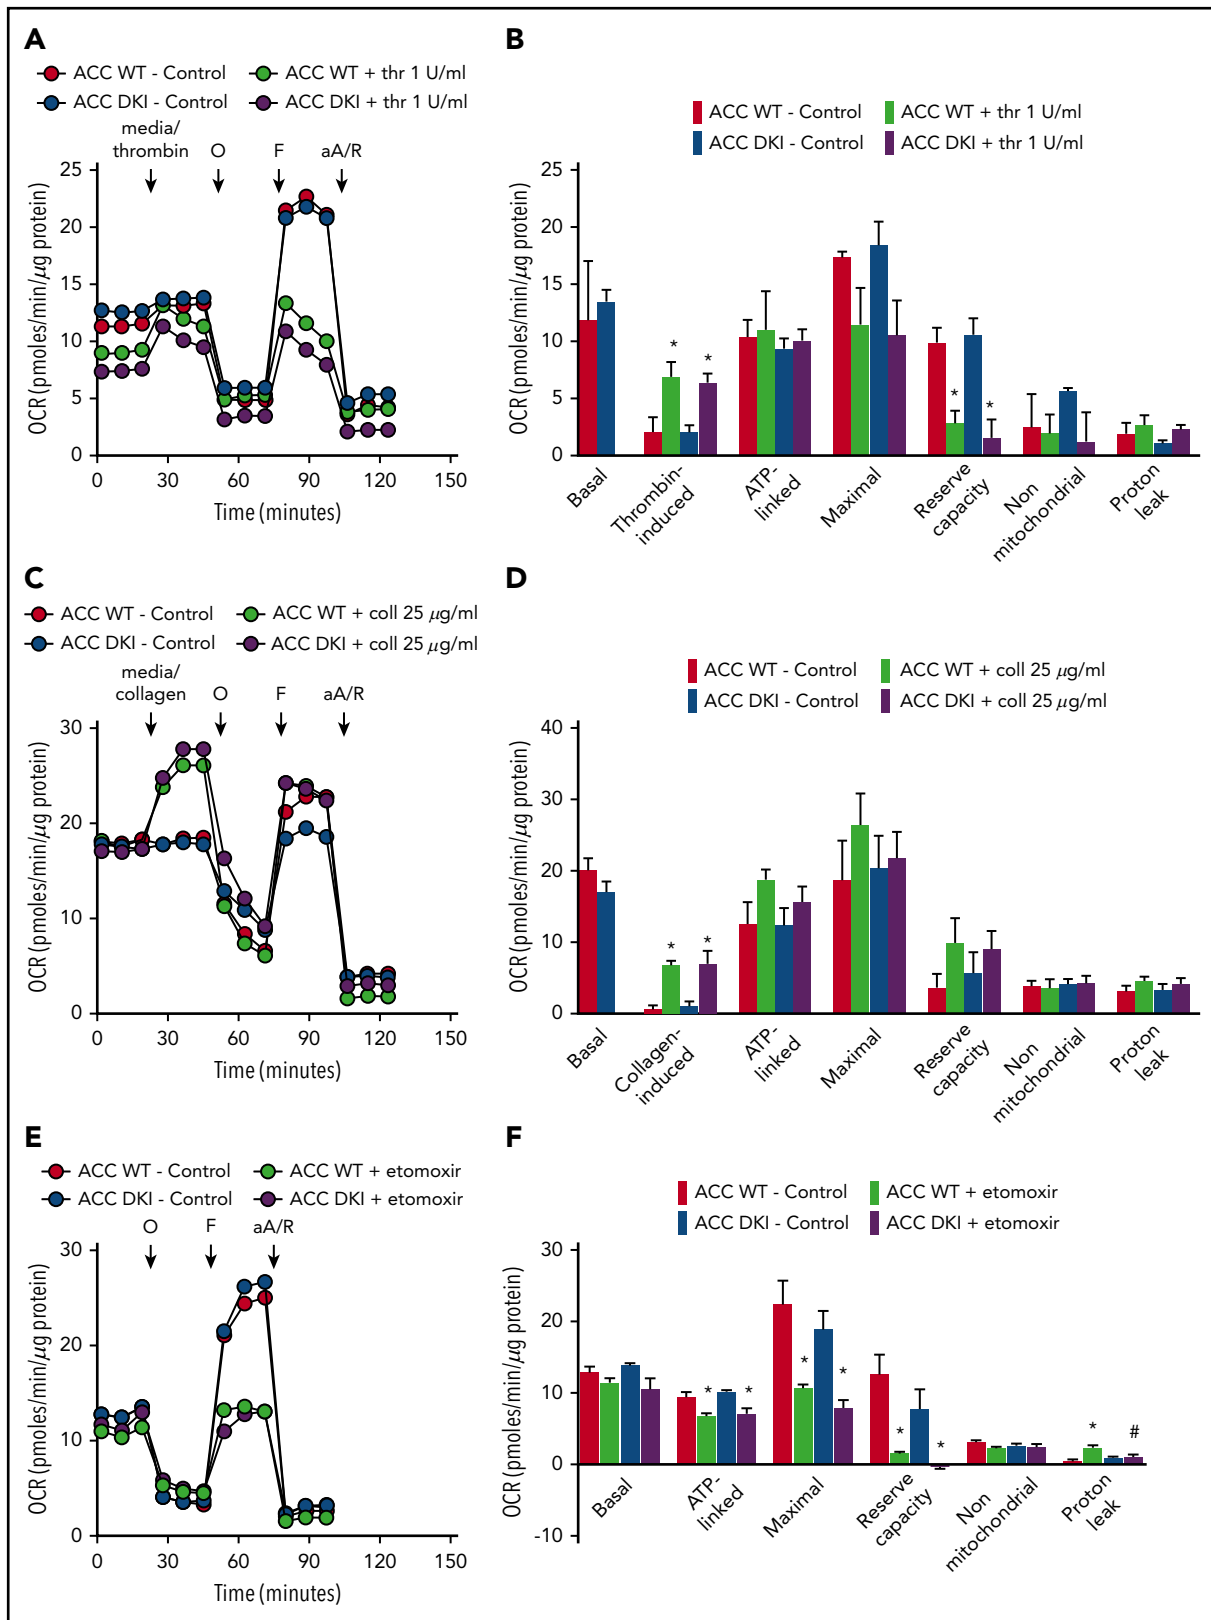 A
ACC WT - Control
ACC WT + thr 1 U/ml
ACC DKI - Control
ACC DKI + thr 1 U/ml
media/
thrombin
O
F
aA/R
OCR (pmoles/min/µg protein)
25
20
15
10
5
0
0 30 60 90 120 150
Time (minutes)
B
ACC WT - Control
ACC WT + thr 1 U/ml
ACC DKI - Control
ACC DKI + thr 1 U/ml
OCR (pmoles/min/µg protein)
25
20
15
10
5
0
* * * *
Basal
Thrombin-
induced
ATP-
linked
Maximal
Reserve
capacity
Non
mitochondrial
Proton
leak
C
ACC WT - Control
ACC WT + coll 25 µg/ml
ACC DKI - Control
ACC DKI + coll 25 µg/ml
media/
collagen
O
F
aA/R
OCR (pmoles/min/µg protein)
30
20
10
0
0 30 60 90 120 150
Time (minutes)
D
ACC WT - Control
ACC WT + coll 25 µg/ml
ACC DKI - Control
ACC DKI + coll 25 µg/ml
OCR (pmoles/min/µg protein)
40
30
20
10
0
* *
Basal
Collagen-
induced
ATP-
linked
Maximal
Reserve
capacity
Non
mitochondrial
Proton
leak
E
ACC WT - Control
ACC WT + etomoxir
ACC DKI - Control
ACC DKI + etomoxir
O
F
aA/R
OCR (pmoles/min/µg protein)
30
20
10
0
0 30 60 90 120 150
Time (minutes)
F
ACC WT - Control
ACC WT + etomoxir
ACC DKI - Control
ACC DKI + etomoxir
OCR (pmoles/min/µg protein)
30
20
10
0
-10
* * * * * * * #
Basal
ATP-
linked
Maximal
Reserve
capacity
Non
mitochondrial
Proton
leak